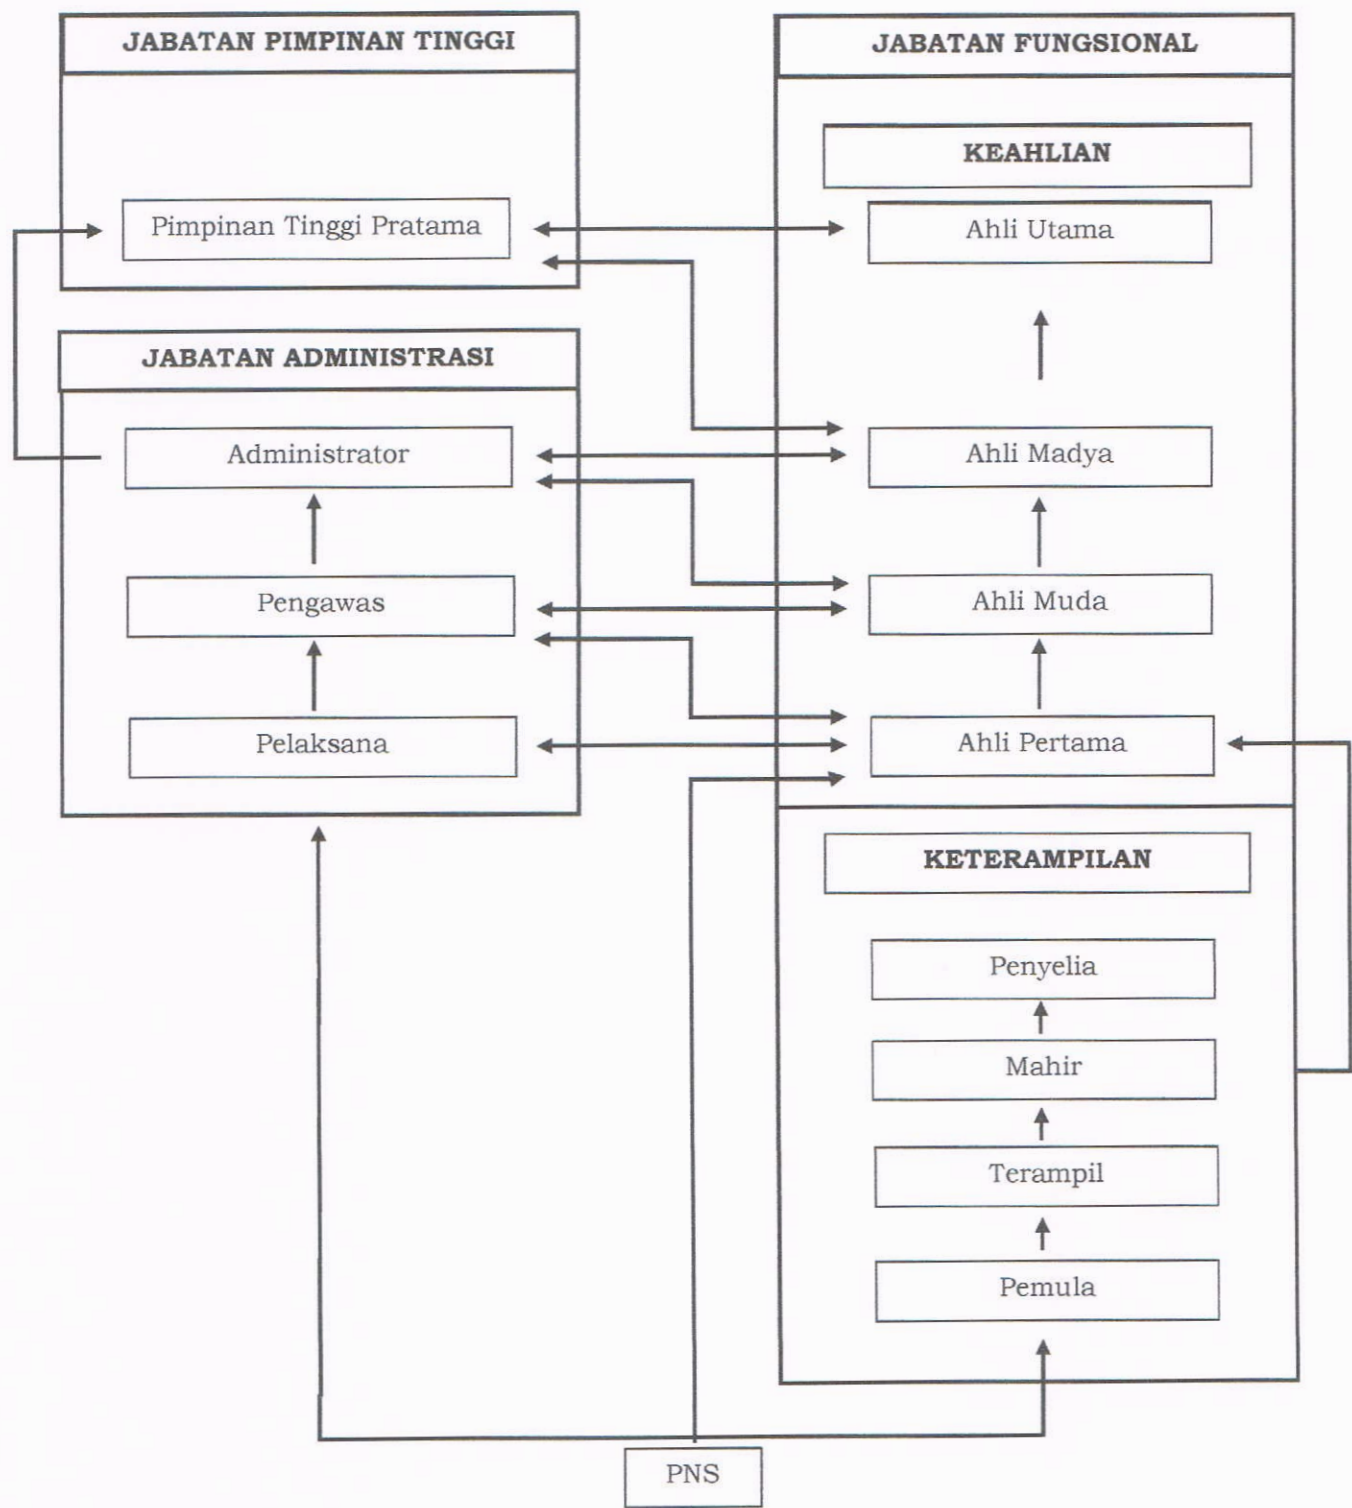 JABATAN PIMPINAN TINGGI
Pimpinan Tinggi Pratama
JABATAN ADMINISTRASI
Administrator
Pengawas
Pelaksana
JABATAN FUNGSIONAL
KEAHLIAN
Ahli Utama
Ahli Madya
Ahli Muda
Ahli Pertama
KETERAMPILAN
Penyelia
Mahir
Terampil
Pemula
PNS